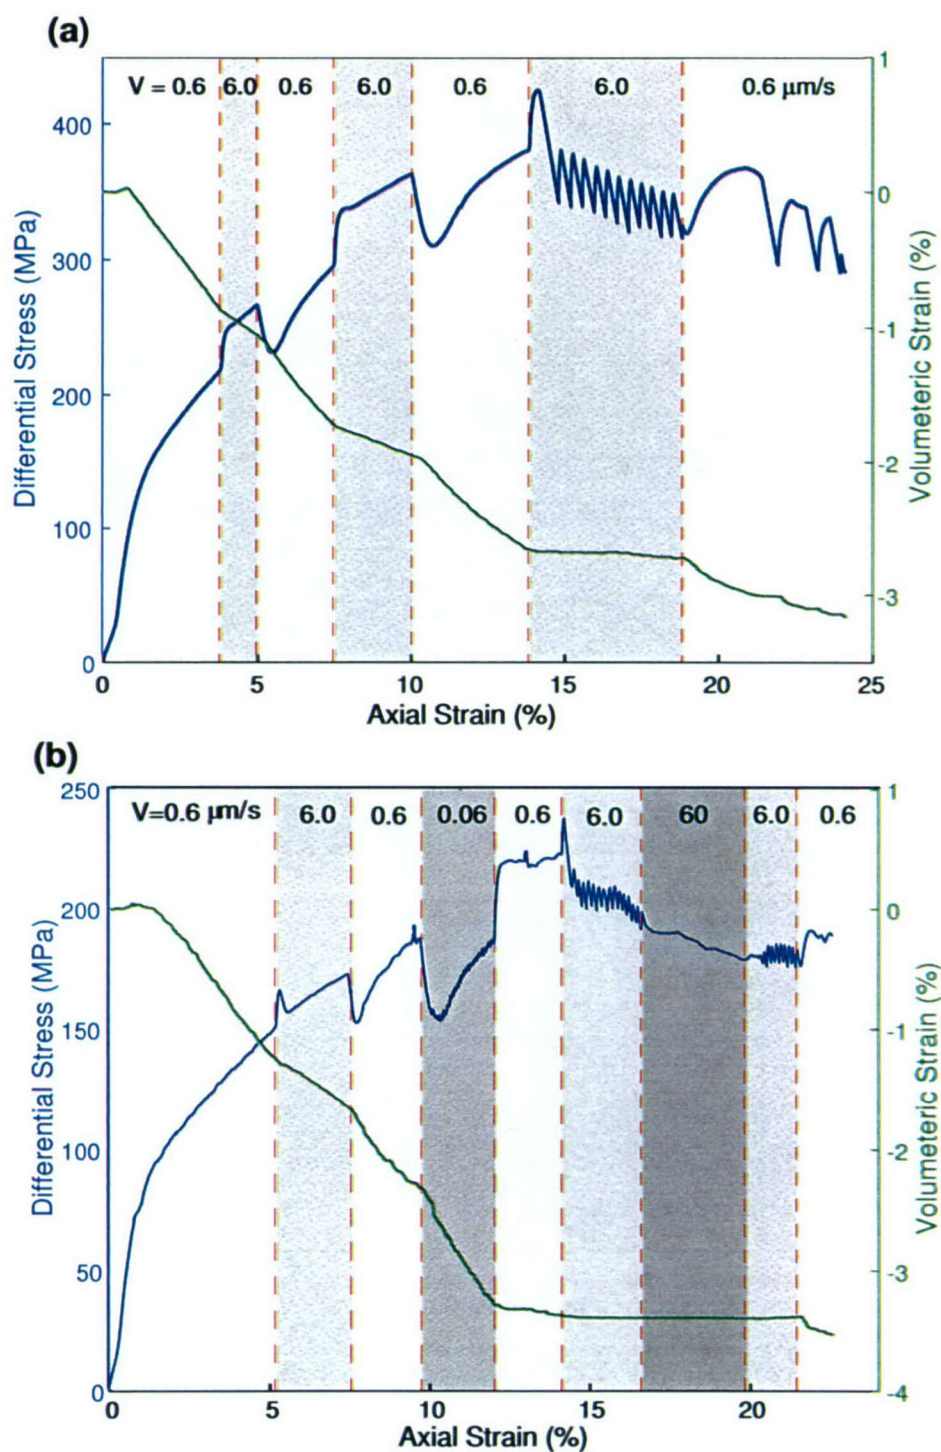 (a)
V = 0.6 6.0 0.6 6.0 0.6 6.0 0.6 μm/s
400
300
200
100
0
Differential Stress (MPa)
1
0
-1
-2
-3
Volumeteric Strain (%)
0 5 10 15 20 25
Axial Strain (%)
(b)
V=0.6 μm/s 6.0 0.6 0.06 0.6 6.0 60 6.0 0.6
250
200
150
100
50
0
Differential Stress (MPa)
1
0
-1
-2
-3
-4
Volumeteric Strain (%)
0 5 10 15 20
Axial Strain (%)